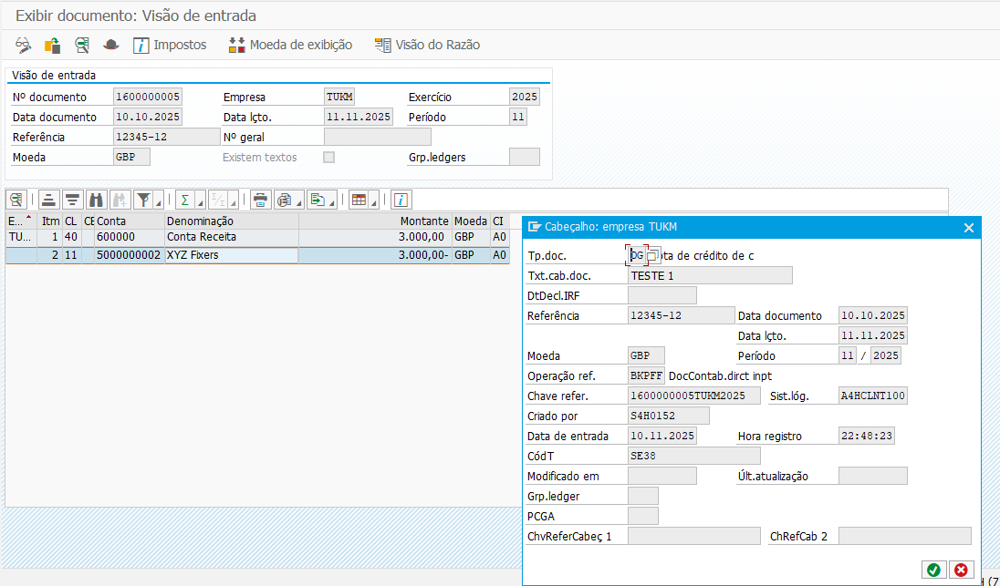 Exibir documento: Visão de entrada
Impostos Moeda de exibição Visão do Razão
Visão de entrada
Nº documento 1600000005 Empresa TUKM Exercício 2025
Data documento 10.10.2025 Data lçto. 11.11.2025 Período 11
Referência 12345-12 Nº geral
Moeda GBP Existem textos Grp.ledgers
E... Itm CL CE Conta Denominação Montante Moeda CI
TU... 1 40 600000 Conta Receita 3.000,00 GBP A0
2 11 5000000002 XYZ Fixers 3.000,00- GBP A0
Cabeçalho: empresa TUKM
Tp.doc. DG ota de crédito de c
Txt.cab.doc. TESTE 1
DtDecl.IRF
Referência 12345-12 Data documento 10.10.2025
Data lçto. 11.11.2025
Moeda GBP Período 11 / 2025
Operação ref. BKPFF DocContab.dirct inpt
Chave refer. 1600000005TUKM2025 Sist.lóg. A4HCLNT100
Criado por S4H0152
Data de entrada 10.11.2025 Hora registro 22:48:23
CódT SE38
Modificado em Últ.atualização
Grp.ledger
PCGA
ChvReferCabeç 1 ChRefCab 2
(7